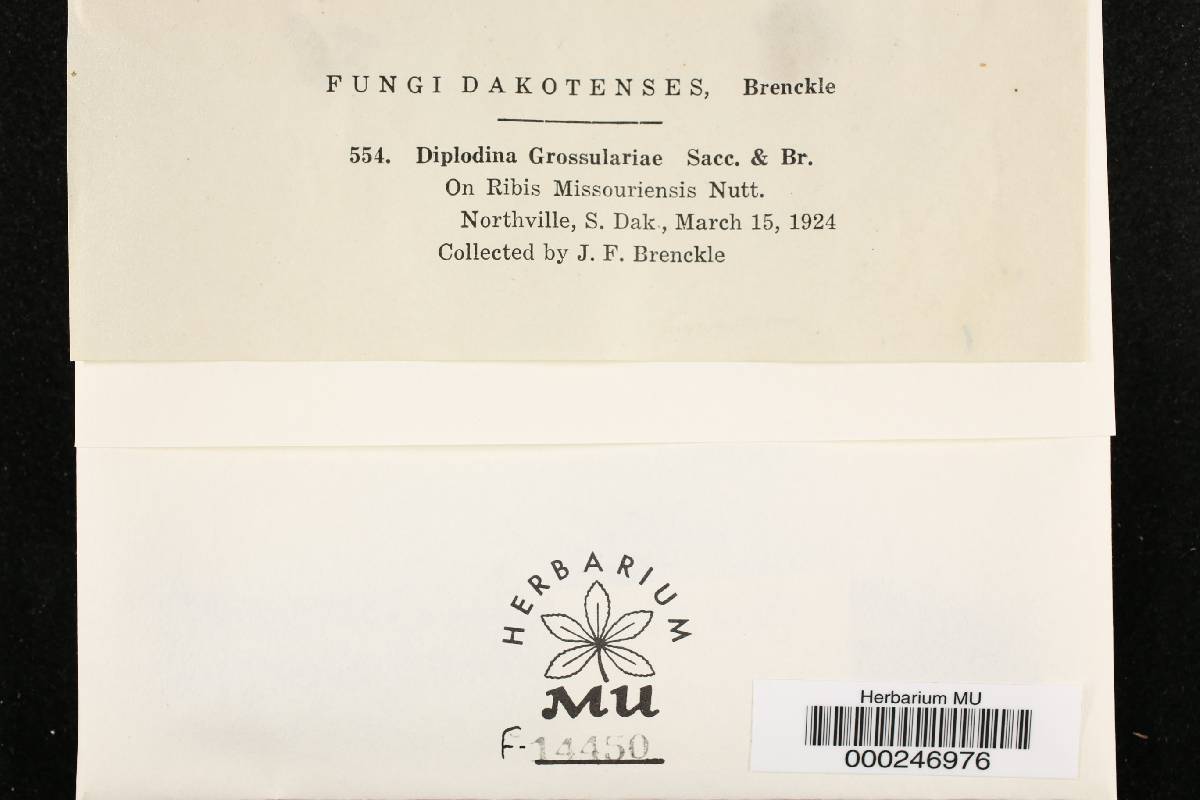 FUNGI DAKOTENSES, Brenckle
554. Diplodina Grossulariae Sacc. & Br.
On Ribis Missouriensis Nutt.
Northville, S. Dak., March 15, 1924
Collected by J. F. Brenckle
HERBARIUM
MU
F-14450
Herbarium MU
000246976